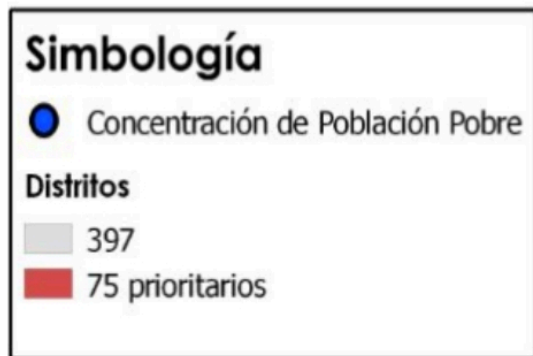 Simbología
Concentración de Población Pobre
Distritos
397
75 prioritarios